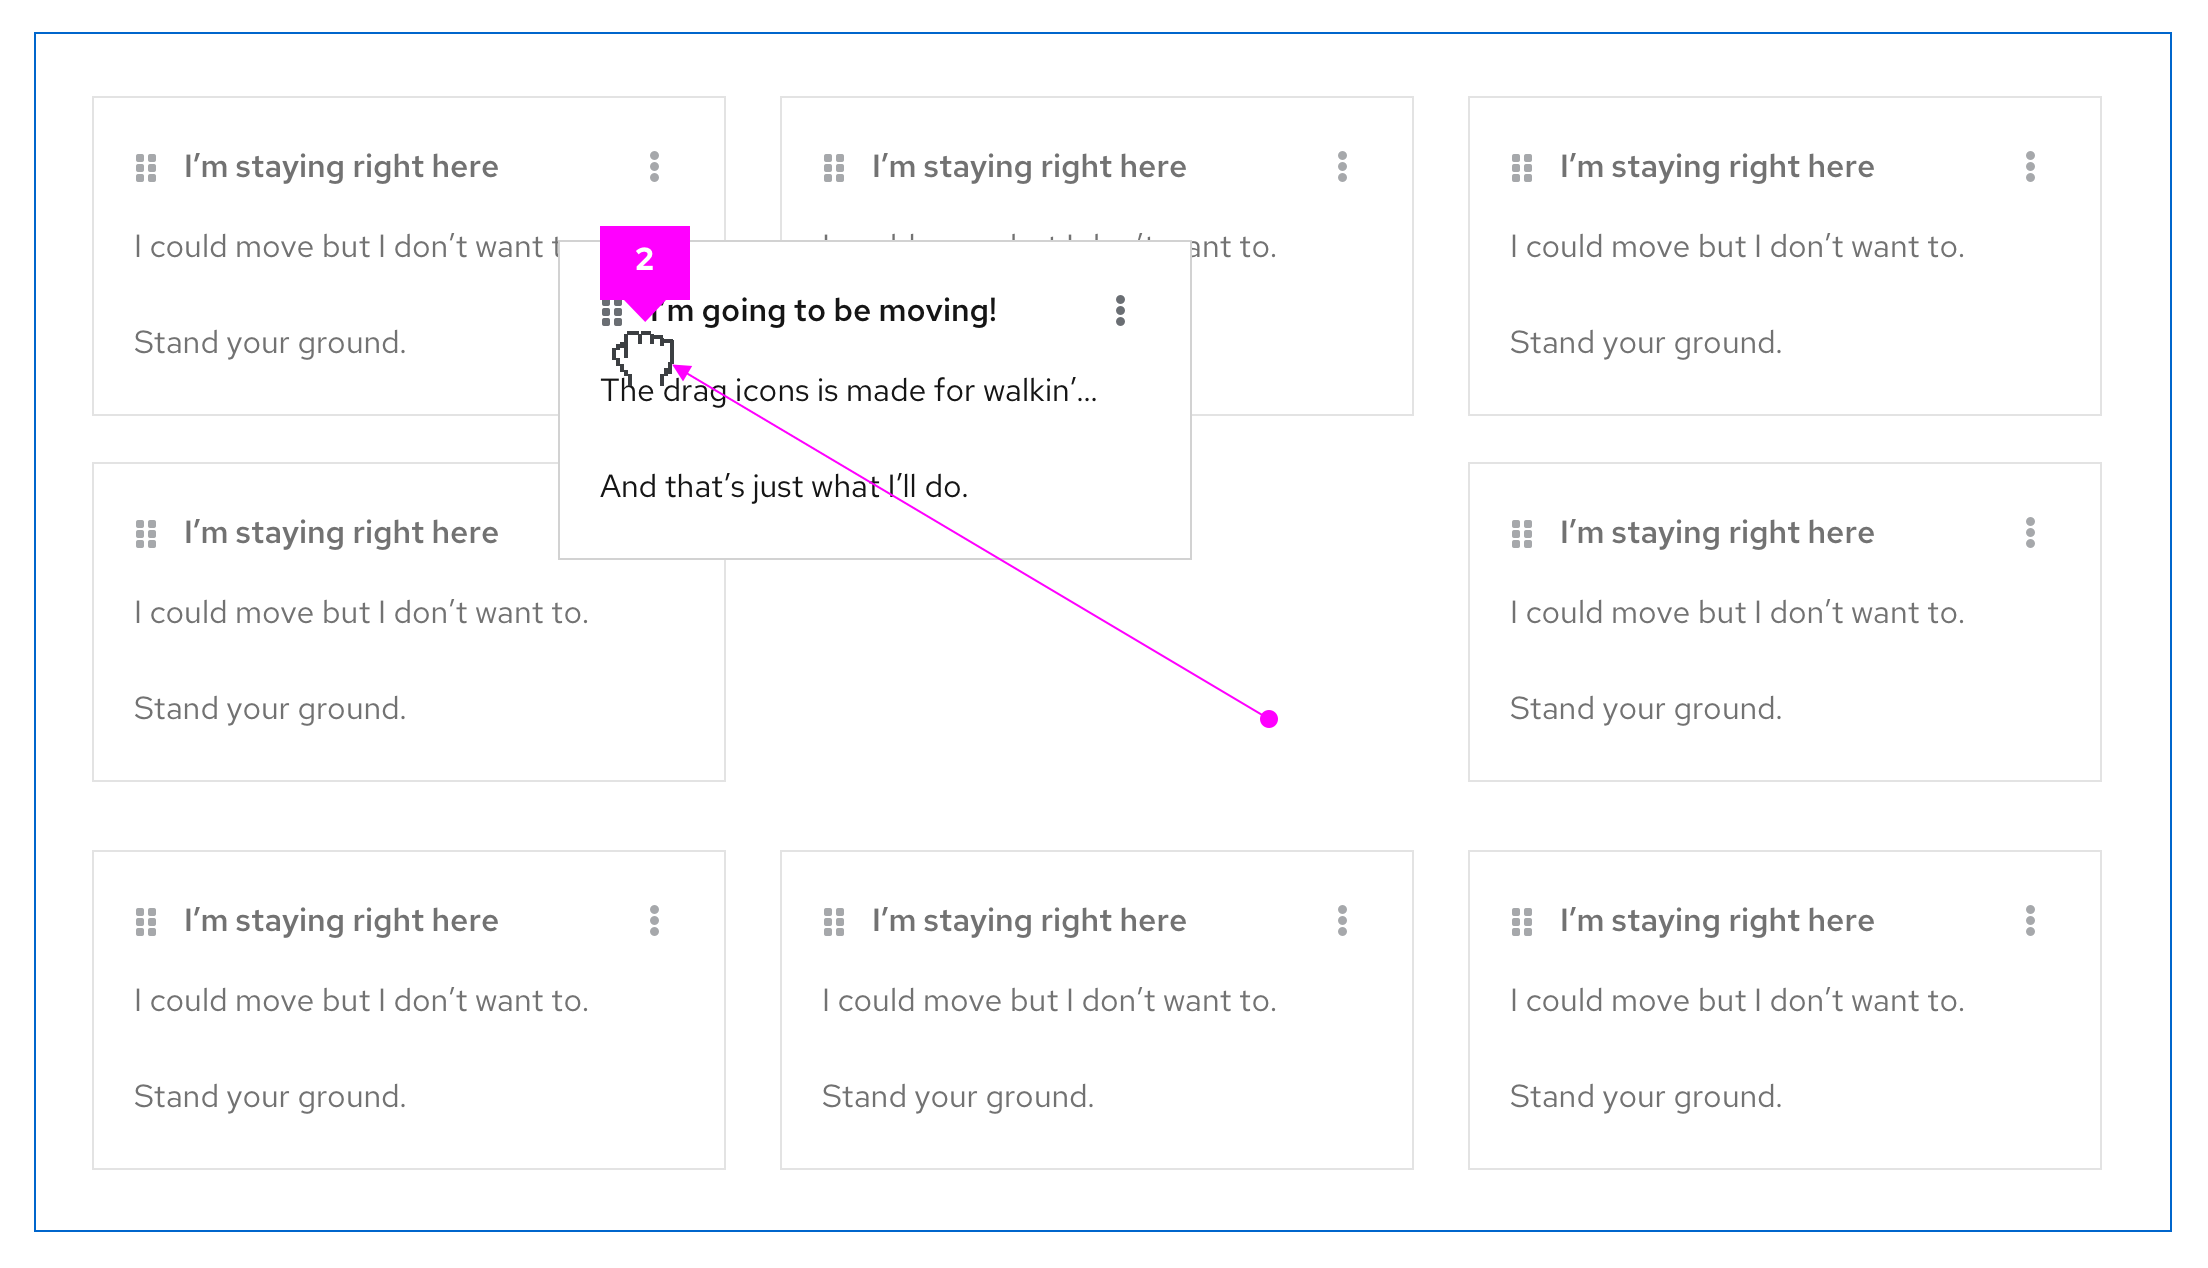 I’m staying right here
I could move but I don’t want
Stand your ground.
I’m staying right here
want to.
I’m staying right here
I could move but I don’t want to.
Stand your ground.
2
I’m going to be moving!
The drag icons is made for walkin’...
And that’s just what I’ll do.
I’m staying right here
I could move but I don’t want to.
Stand your ground.
I’m staying right here
I could move but I don’t want to.
Stand your ground.
I’m staying right here
I could move but I don’t want to.
Stand your ground.
I’m staying right here
I could move but I don’t want to.
Stand your ground.
I’m staying right here
I could move but I don’t want to.
Stand your ground.